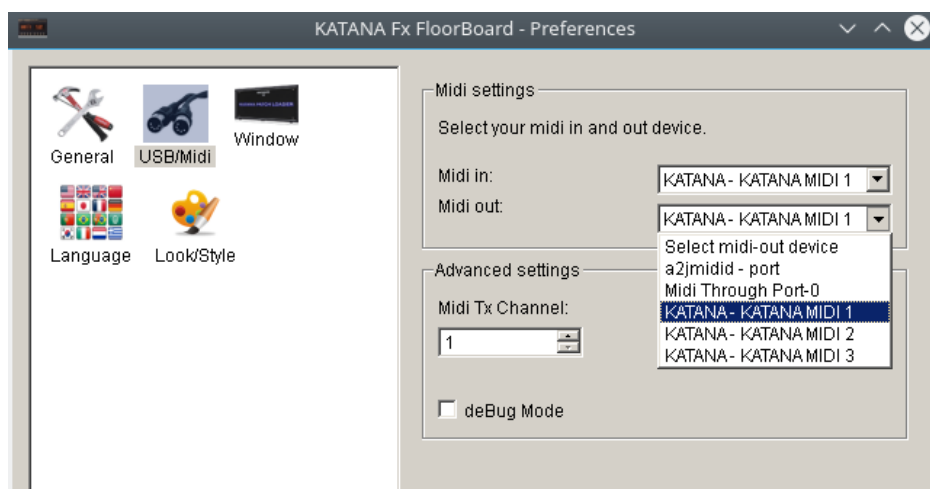 KATANA Fx FloorBoard - Preferences
General
USB/Midi
Window
Language
Look/Style
Midi settings
Select your midi in and out device.
Midi in:
KATANA - KATANA MIDI 1
Midi out:
KATANA - KATANA MIDI 1
Select midi-out device
a2jmidid - port
Midi Through Port-0
KATANA - KATANA MIDI 1
KATANA - KATANA MIDI 2
KATANA - KATANA MIDI 3
Advanced settings
Midi Tx Channel:
1
deBug Mode